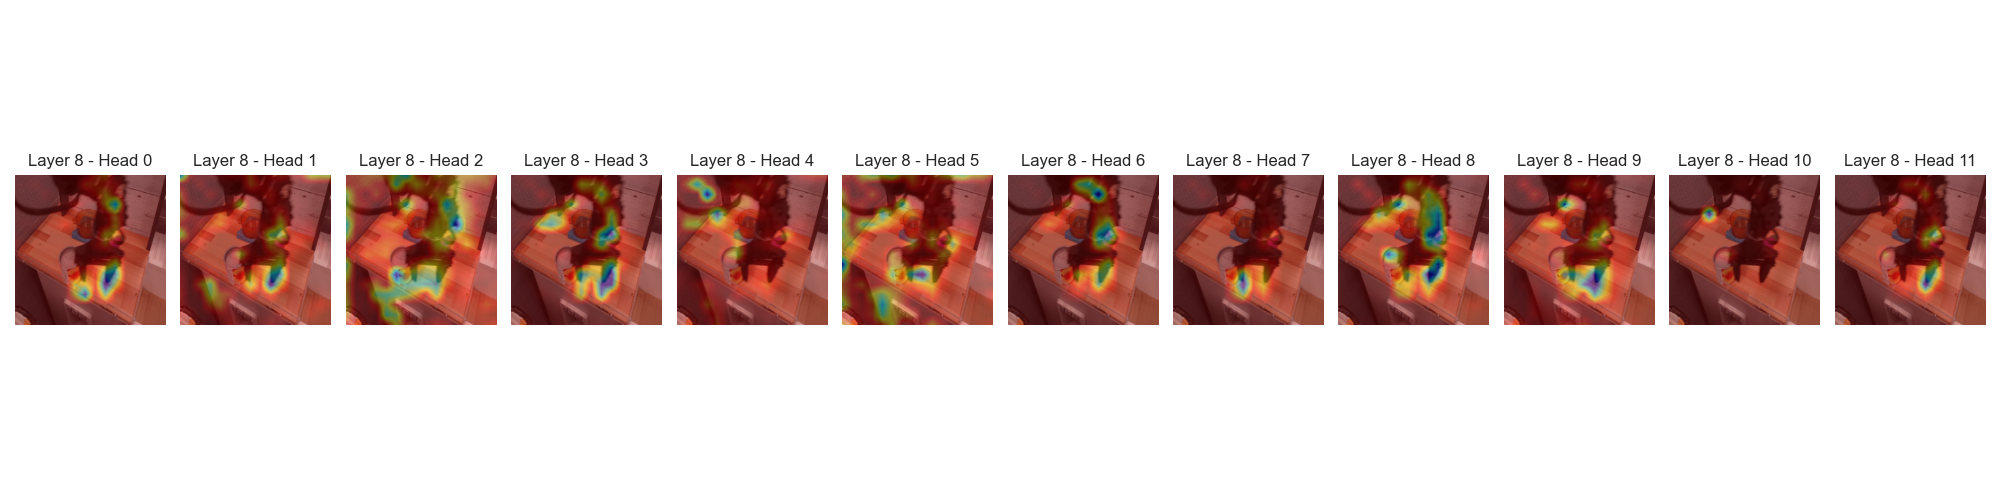 Layer 8 - Head 0
Layer 8 - Head 1
Layer 8 - Head 2
Layer 8 - Head 3
Layer 8 - Head 4
Layer 8 - Head 5
Layer 8 - Head 6
Layer 8 - Head 7
Layer 8 - Head 8
Layer 8 - Head 9
Layer 8 - Head 10
Layer 8 - Head 11